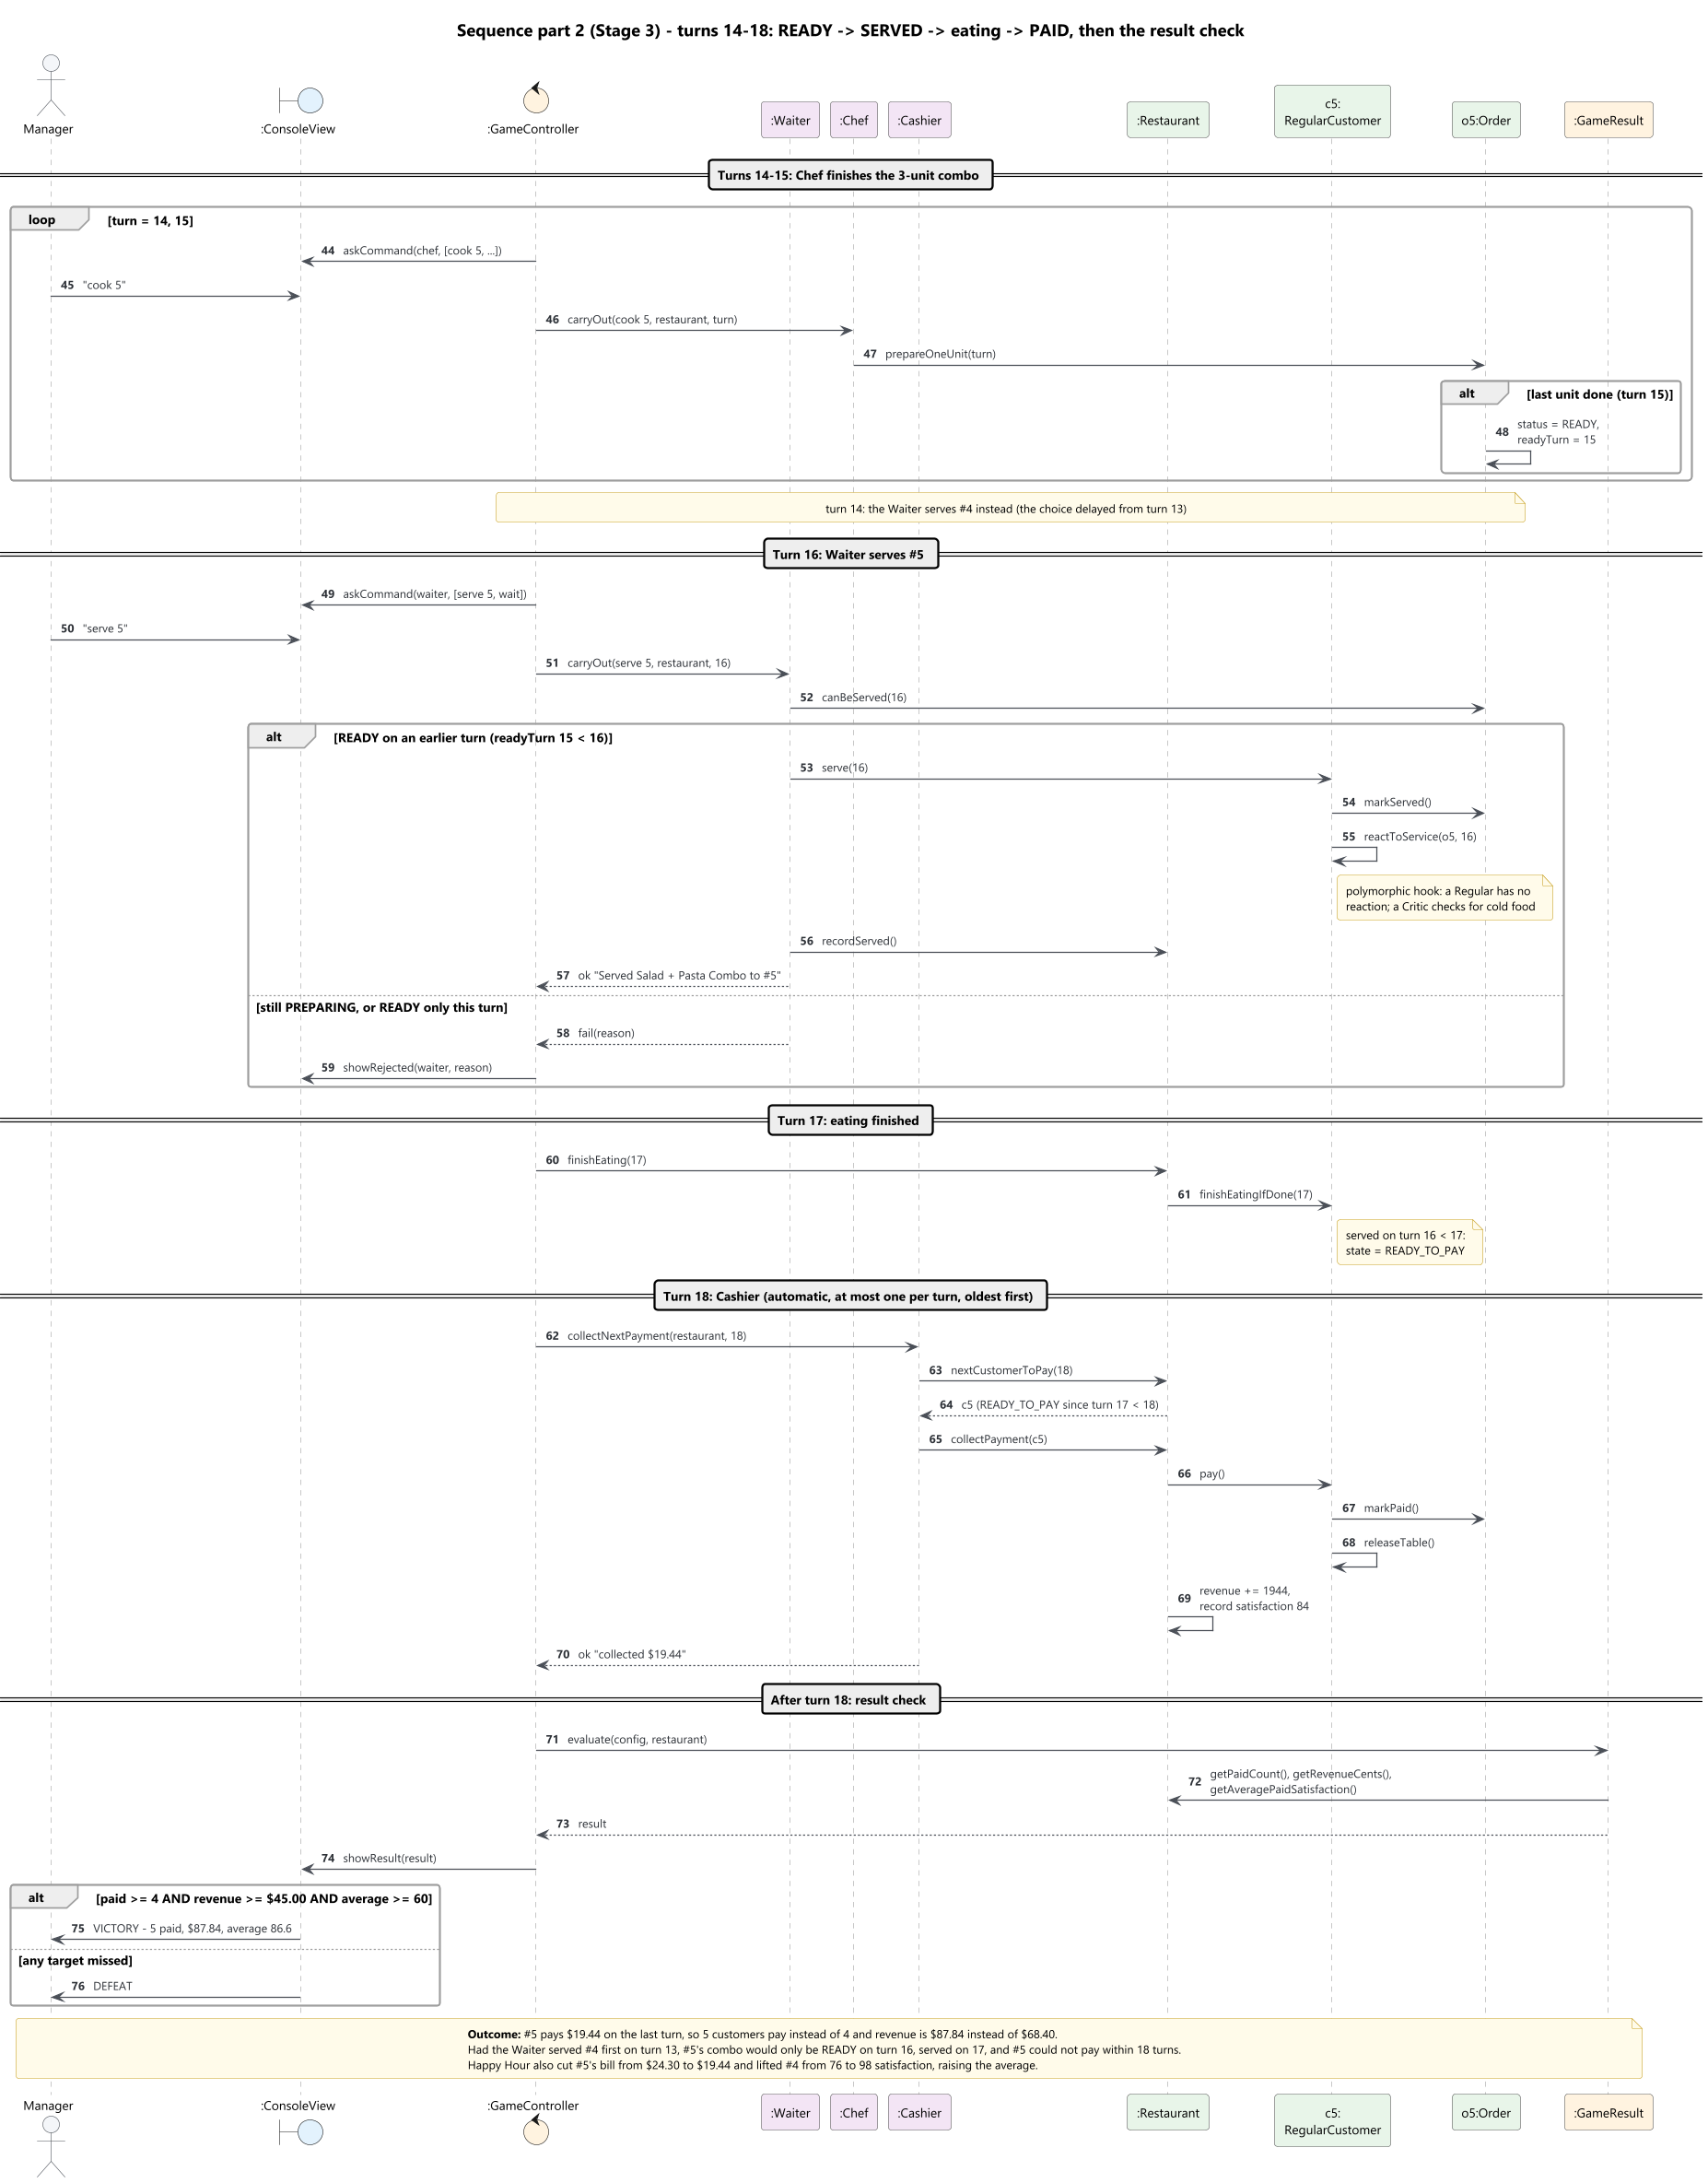 Sequence part 2 (Stage 3) - turns 14-18: READY -> SERVED -> eating -> PAID, then the result check
Manager
:ConsoleView
:GameController
:Waiter
:Chef
:Cashier
:Restaurant
c5:
RegularCustomer
o5:Order
:GameResult
Turns 14-15: Chef finishes the 3-unit combo
loop [turn = 14, 15]
44 askCommand(chef, [cook 5, ...])
45 "cook 5"
46 carryOut(cook 5, restaurant, turn)
47 prepareOneUnit(turn)
alt [last unit done (turn 15)]
48 status = READY,
readyTurn = 15
turn 14: the Waiter serves #4 instead (the choice delayed from turn 13)
Turn 16: Waiter serves #5
49 askCommand(waiter, [serve 5, wait])
50 "serve 5"
51 carryOut(serve 5, restaurant, 16)
52 canBeServed(16)
alt [READY on an earlier turn (readyTurn 15 < 16)]
53 serve(16)
54 markServed()
55 reactToService(o5, 16)
polymorphic hook: a Regular has no
reaction; a Critic checks for cold food
56 recordServed()
57 ok "Served Salad + Pasta Combo to #5"
[still PREPARING, or READY only this turn]
58 fail(reason)
59 showRejected(waiter, reason)
Turn 17: eating finished
60 finishEating(17)
61 finishEatingIfDone(17)
served on turn 16 < 17:
state = READY_TO_PAY
Turn 18: Cashier (automatic, at most one per turn, oldest first)
62 collectNextPayment(restaurant, 18)
63 nextCustomerToPay(18)
64 c5 (READY_TO_PAY since turn 17 < 18)
65 collectPayment(c5)
66 pay()
67 markPaid()
68 releaseTable()
69 revenue += 1944,
record satisfaction 84
70 ok "collected $19.44"
After turn 18: result check
71 evaluate(config, restaurant)
72 getPaidCount(), getRevenueCents(),
getAveragePaidSatisfaction()
73 result
74 showResult(result)
alt [paid >= 4 AND revenue >= $45.00 AND average >= 60]
75 VICTORY - 5 paid, $87.84, average 86.6
[any target missed]
76 DEFEAT
Outcome: #5 pays $19.44 on the last turn, so 5 customers pay instead of 4 and revenue is $87.84 instead of $68.40.
Had the Waiter served #4 first on turn 13, #5's combo would only be READY on turn 16, served on 17, and #5 could not pay within 18 turns.
Happy Hour also cut #5's bill from $24.30 to $19.44 and lifted #4 from 76 to 98 satisfaction, raising the average.
Manager
:ConsoleView
:GameController
:Waiter
:Chef
:Cashier
:Restaurant
c5:
RegularCustomer
o5:Order
:GameResult